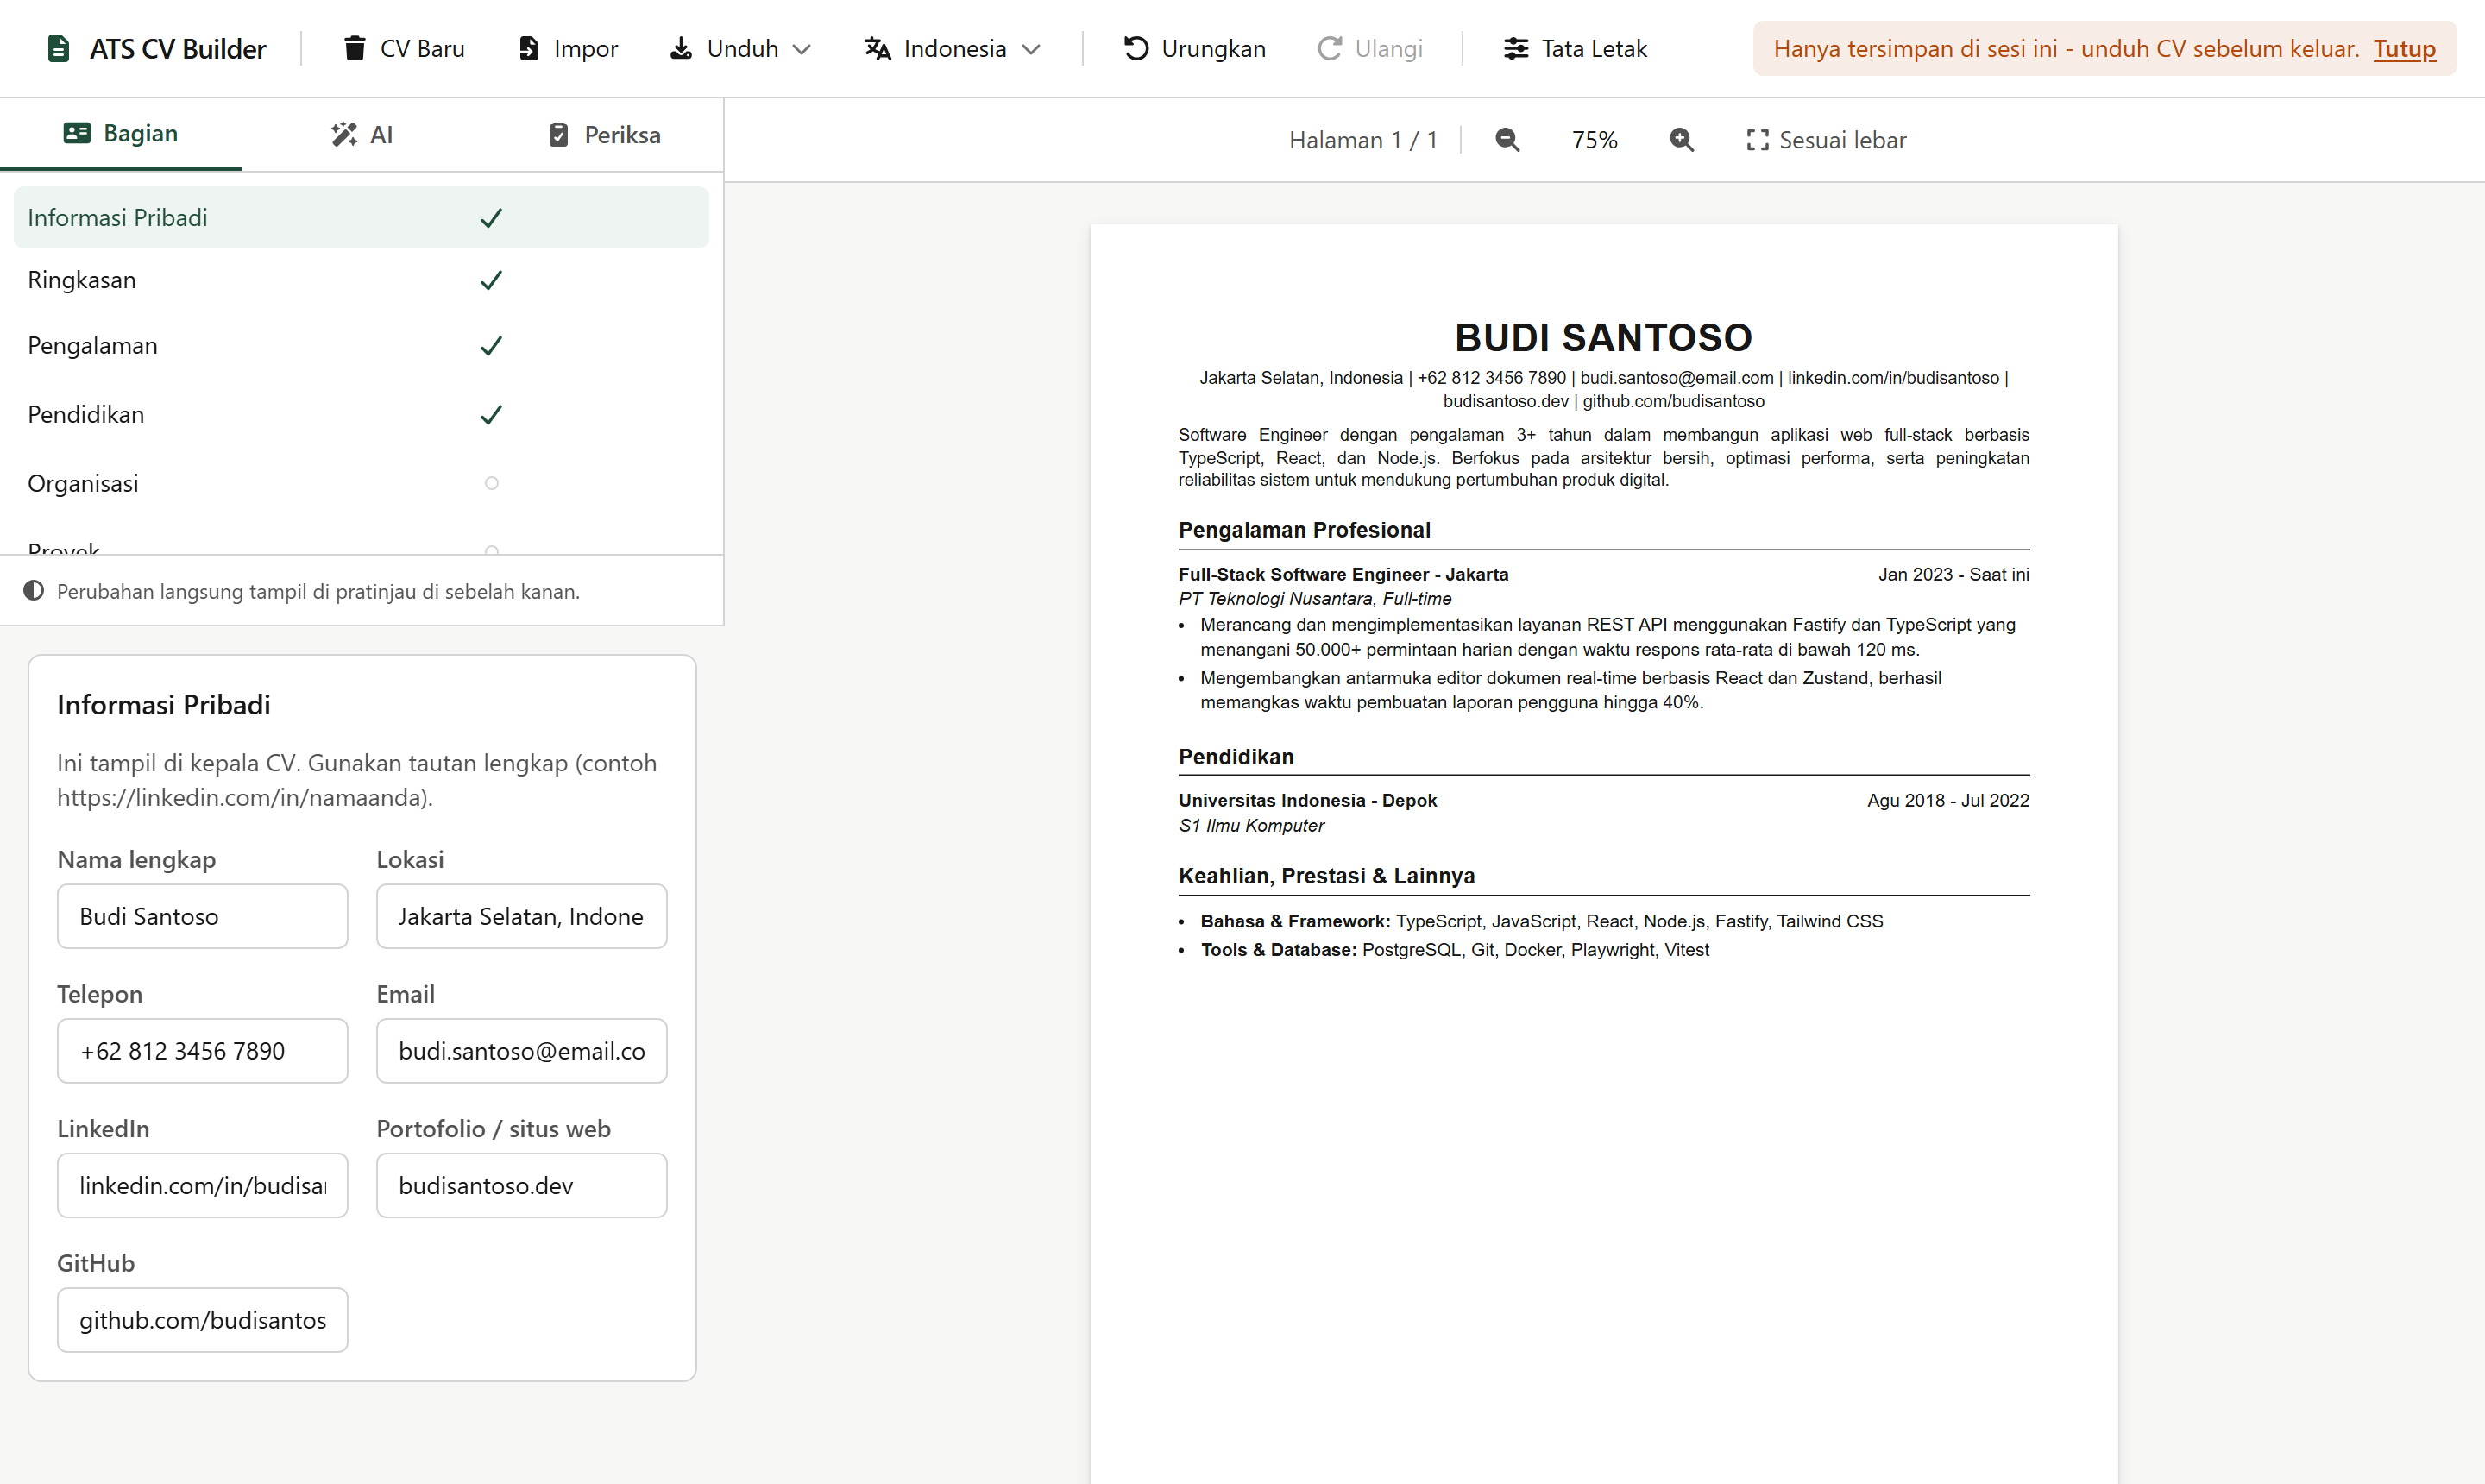 ATS CV Builder
CV Baru
Impor
Unduh
Indonesia
Urungkan
Ulangi
Tata Letak
Hanya tersimpan di sesi ini - unduh CV sebelum keluar. Tutup
Bagian
AI
Periksa
Informasi Pribadi
Ringkasan
Pengalaman
Pendidikan
Organisasi
Proyek
Perubahan langsung tampil di pratinjau di sebelah kanan.
Informasi Pribadi
Ini tampil di kepala CV. Gunakan tautan lengkap (contoh
https://linkedin.com/in/namaanda).
Nama lengkap
Lokasi
Budi Santoso
Jakarta Selatan, Indone
Telepon
Email
+62 812 3456 7890
budi.santoso@email.co
LinkedIn
Portofolio / situs web
linkedin.com/in/budisa
budisantoso.dev
GitHub
github.com/budisantos
Halaman 1 / 1
75%
Sesuai lebar
BUDI SANTOSO
Jakarta Selatan, Indonesia | +62 812 3456 7890 | budi.santoso@email.com | linkedin.com/in/budisantoso |
budisantoso.dev | github.com/budisantoso
Software Engineer dengan pengalaman 3+ tahun dalam membangun aplikasi web full-stack berbasis
TypeScript, React, dan Node.js. Berfokus pada arsitektur bersih, optimasi performa, serta peningkatan
reliabilitas sistem untuk mendukung pertumbuhan produk digital.
Pengalaman Profesional
Full-Stack Software Engineer - Jakarta Jan 2023 - Saat ini
PT Teknologi Nusantara, Full-time
• Merancang dan mengimplementasikan layanan REST API menggunakan Fastify dan TypeScript yang
menangani 50.000+ permintaan harian dengan waktu respons rata-rata di bawah 120 ms.
• Mengembangkan antarmuka editor dokumen real-time berbasis React dan Zustand, berhasil
memangkas waktu pembuatan laporan pengguna hingga 40%.
Pendidikan
Universitas Indonesia - Depok Agu 2018 - Jul 2022
S1 Ilmu Komputer
Keahlian, Prestasi & Lainnya
• Bahasa & Framework: TypeScript, JavaScript, React, Node.js, Fastify, Tailwind CSS
• Tools & Database: PostgreSQL, Git, Docker, Playwright, Vitest